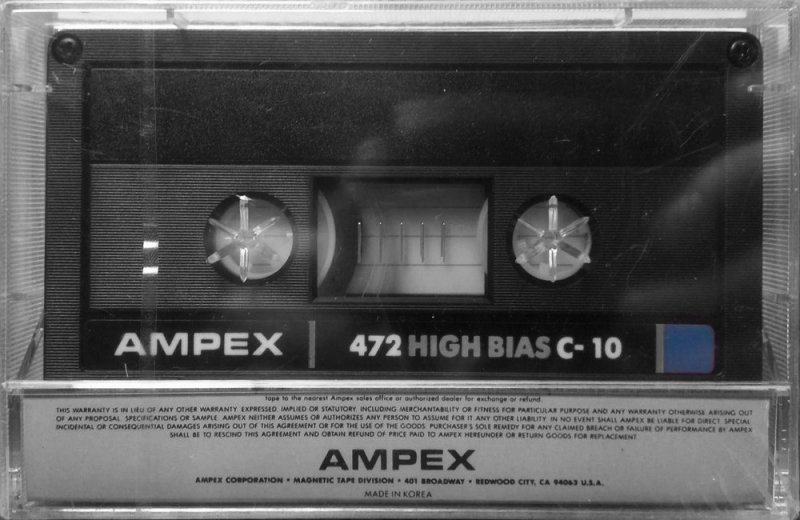 AMPEX 472 HIGH BIAS C-10
tape to the nearest Ampex sales office or authorized dealer for exchange or refund.
THIS WARRANTY IS IN LIEU OF ANY OTHER WARRANTY, EXPRESSED, IMPLIED OR STATUTORY, INCLUDING MERCHANTABILITY OR FITNESS FOR PARTICULAR PURPOSE AND ANY WARRANTY OTHERWISE ARISING OUT
OF ANY PROPOSAL, SPECIFICATIONS OR SAMPLE. AMPEX NEITHER ASSUMES OR AUTHORIZES ANY PERSON TO ASSUME FOR IT ANY OTHER LIABILITY. IN NO EVENT SHALL AMPEX BE LIABLE FOR DIRECT, SPECIAL,
INCIDENTAL OR CONSEQUENTIAL DAMAGES ARISING OUT OF THIS AGREEMENT OR FOR THE USE OF THE GOODS. PURCHASER'S SOLE REMEDY FOR ANY CLAIMED BREACH OR FAILURE OF PERFORMANCE BY AMPEX
SHALL BE TO RESCIND THIS AGREEMENT AND OBTAIN REFUND OF PRICE PAID TO AMPEX HEREUNDER OR RETURN GOODS FOR REPLACEMENT.
AMPEX
AMPEX CORPORATION • MAGNETIC TAPE DIVISION • 401 BROADWAY • REDWOOD CITY, CA 94063 U.S.A.
MADE IN KOREA